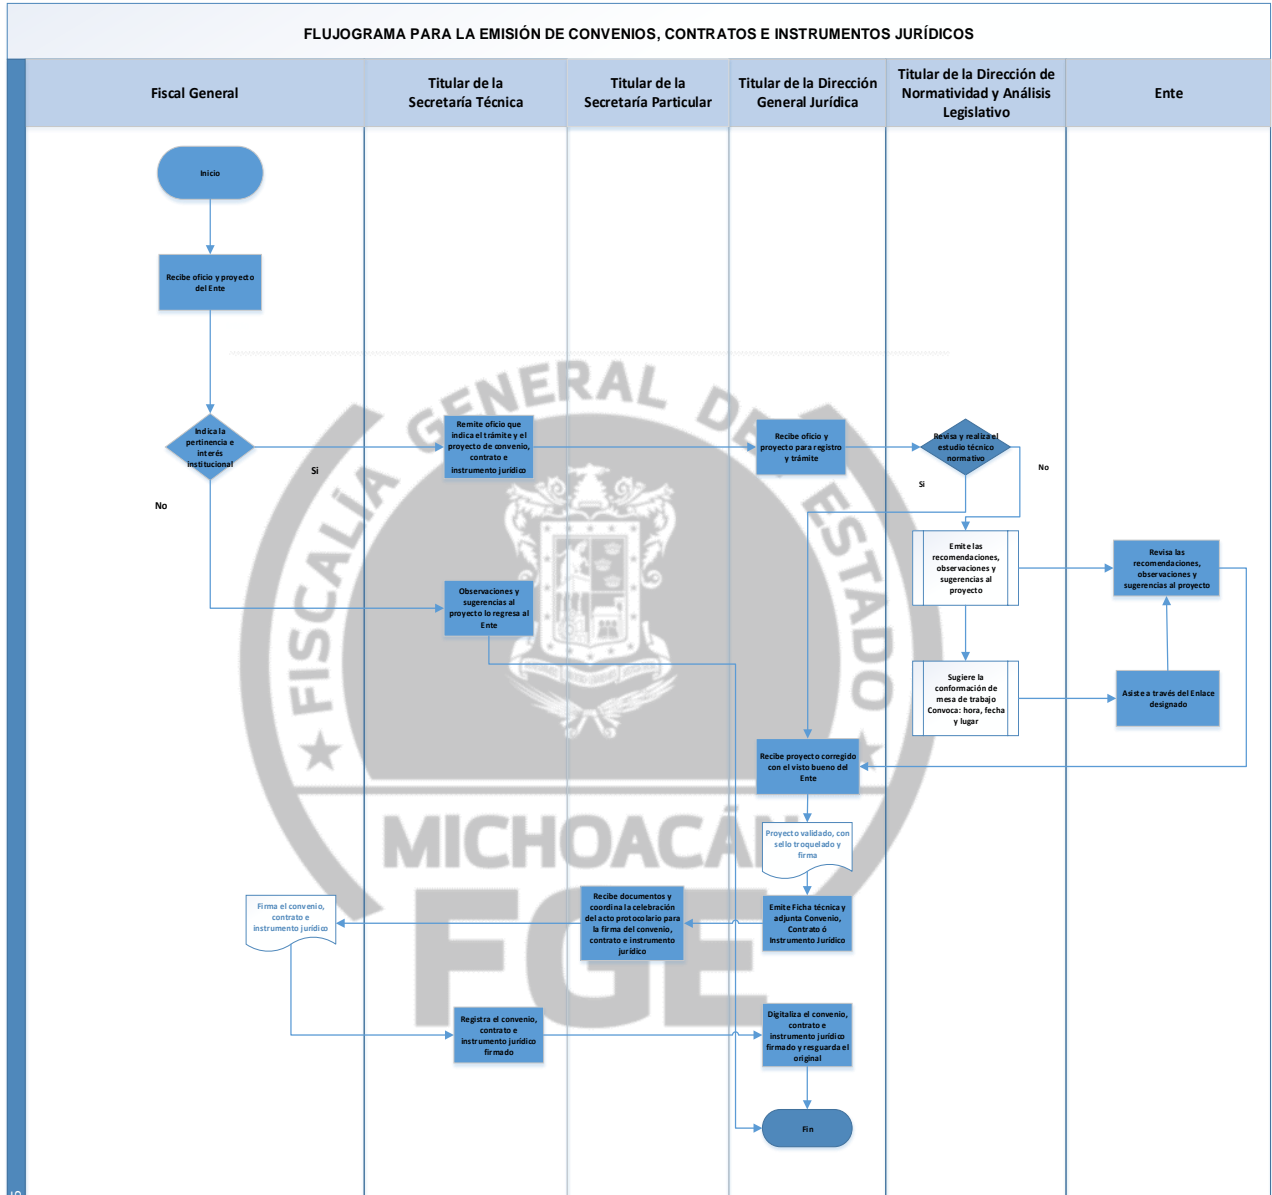 FLUJOGRAMA PARA LA EMISIÓN DE CONVENIOS, CONTRATOS E INSTRUMENTOS JURÍDICOS
Fiscal General
Titular de la
Secretaría Técnica
Titular de la
Secretaría Particular
Titular de la Dirección
General Jurídica
Titular de la Dirección de
Normatividad y Análisis
Legislativo
Ente
Inicio
Recibe oficio y proyecto
del Ente
Indica la
pertinencia e
interés
institucional
Si
No
Remite oficio que
indica el trámite y el
proyecto de convenio,
contrato e
instrumento jurídico
Recibe oficio y
proyecto para registro
y trámite
Revisa y realiza el
estudio técnico
normativo
No
Si
Emite las
recomendaciones,
observaciones y
sugerencias al
proyecto
Revisa las
recomendaciones,
observaciones y
sugerencias al proyecto
Observaciones y
sugerencias al
proyecto lo regresa al
Ente
Sugiere la
conformación de
mesa de trabajo
Convoca: hora, fecha
y lugar
Asiste a través del Enlace
designado
Recibe proyecto corregido
con el visto bueno del
Ente
Proyecto validado, con
sello troquelado y
firma
Emite Ficha técnica y
adjunta Convenio,
Contrato ó
Instrumento Jurídico
Recibe documentos y
coordina la celebración
del acto protocolario para
la firma del convenio,
contrato e instrumento
jurídico
Firma el convenio,
contrato e
instrumento jurídico
Registra el convenio,
contrato e
instrumento jurídico
firmado
Digitaliza el convenio,
contrato e
instrumento jurídico
firmado y resguarda el
original
Fin
FISCALÍA GENERAL DE ESTADO
MICHOACÁN
FGE